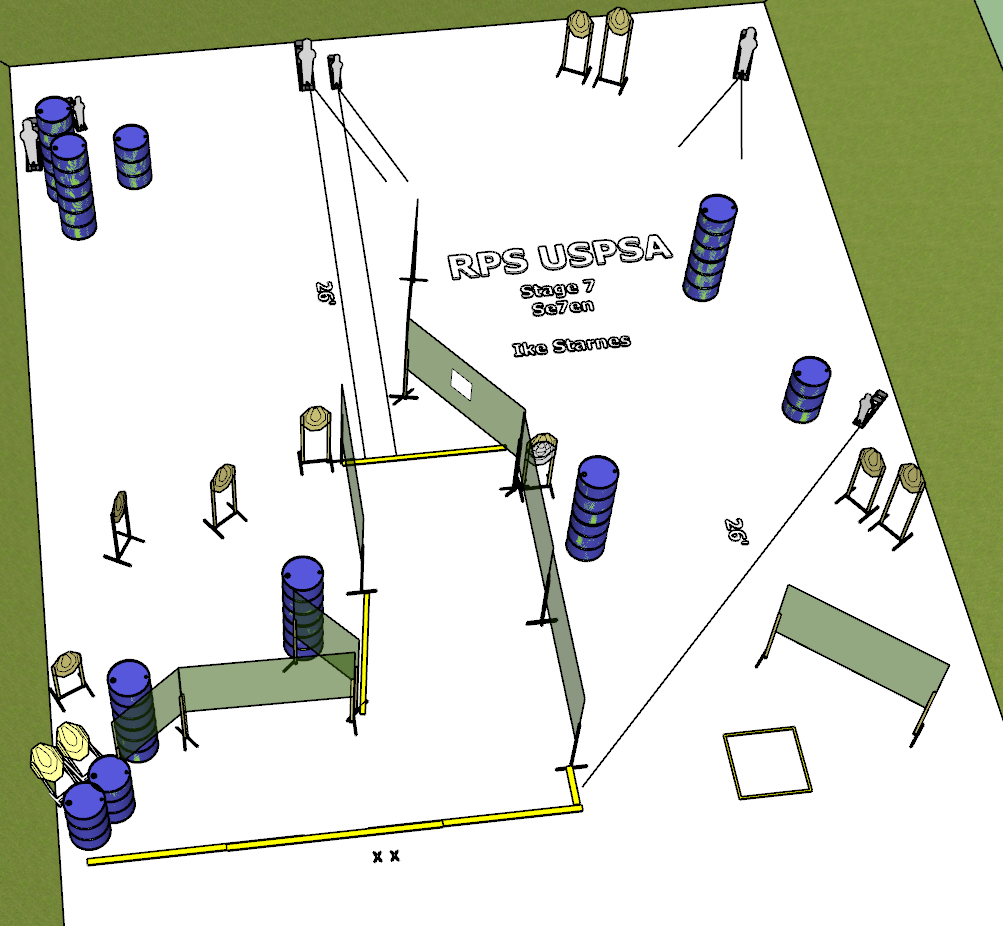 RPS USPSA
Stage 7
Se7en
Ike Starnes
26'
26'
X X